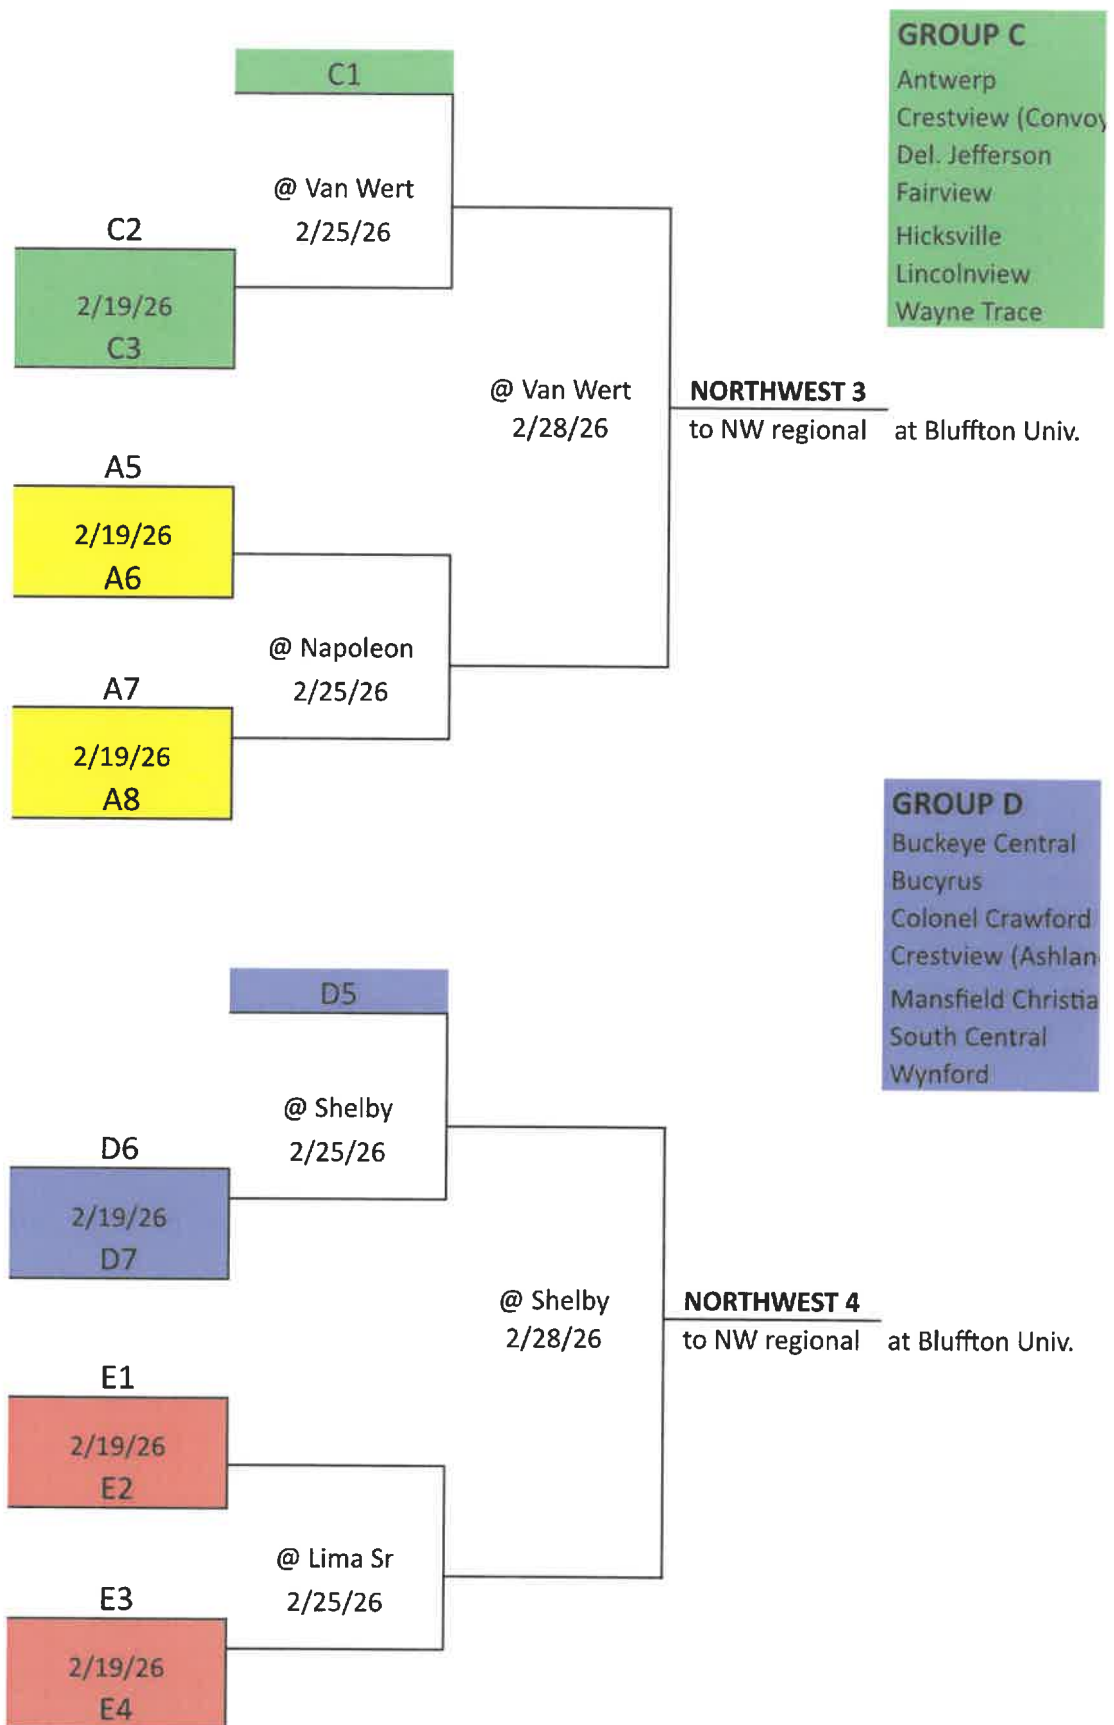 GROUP C
Antwerp
Crestview (Convoy
Del. Jefferson
Fairview
Hicksville
Lincolnview
Wayne Trace
C1
@ Van Wert
2/25/26
C2
2/19/26
C3
@ Van Wert
2/28/26
NORTHWEST 3
to NW regional at Bluffton Univ.
A5
2/19/26
A6
@ Napoleon
2/25/26
A7
2/19/26
A8
GROUP D
Buckeye Central
Bucyrus
Colonel Crawford
Crestview (Ashlan
Mansfield Christia
South Central
Wynford
D5
@ Shelby
2/25/26
D6
2/19/26
D7
@ Shelby
2/28/26
NORTHWEST 4
to NW regional at Bluffton Univ.
E1
2/19/26
E2
@ Lima Sr
2/25/26
E3
2/19/26
E4